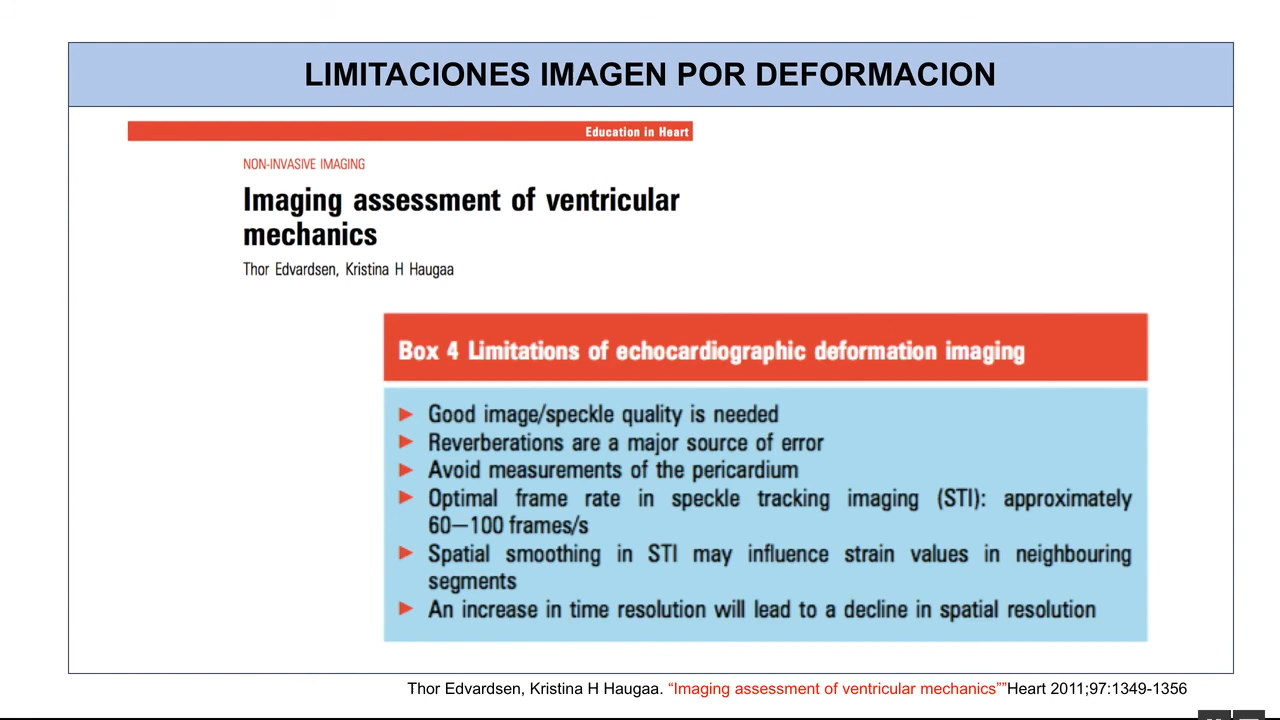 LIMITACIONES IMAGEN POR DEFORMACION
Education in Heart
NON-INVASIVE IMAGING
Imaging assessment of ventricular
mechanics
Thor Edvardsen, Kristina H Haugaa
Box 4 Limitations of echocardiographic deformation imaging
► Good image/speckle quality is needed
► Reverberations are a major source of error
► Avoid measurements of the pericardium
► Optimal frame rate in speckle tracking imaging (STI): approximately
60—100 frames/s
► Spatial smoothing in STI may influence strain values in neighbouring
segments
► An increase in time resolution will lead to a decline in spatial resolution
Thor Edvardsen, Kristina H Haugaa. “Imaging assessment of ventricular mechanics””Heart 2011;97:1349-1356